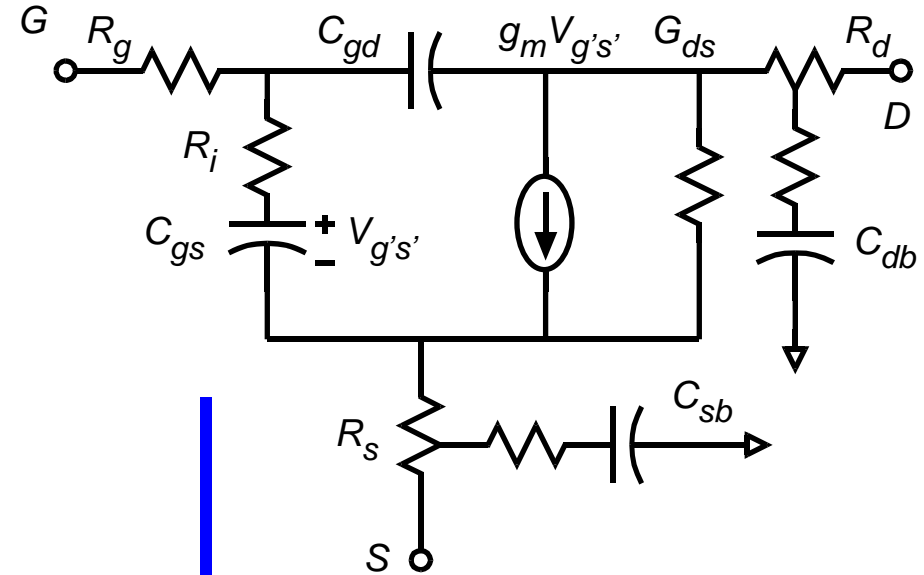 G
R_g
C_gd
g_mV_g's'
G_ds
R_d
D
R_i
C_gs
+
V_g's'
–
C_db
C_sb
R_s
S